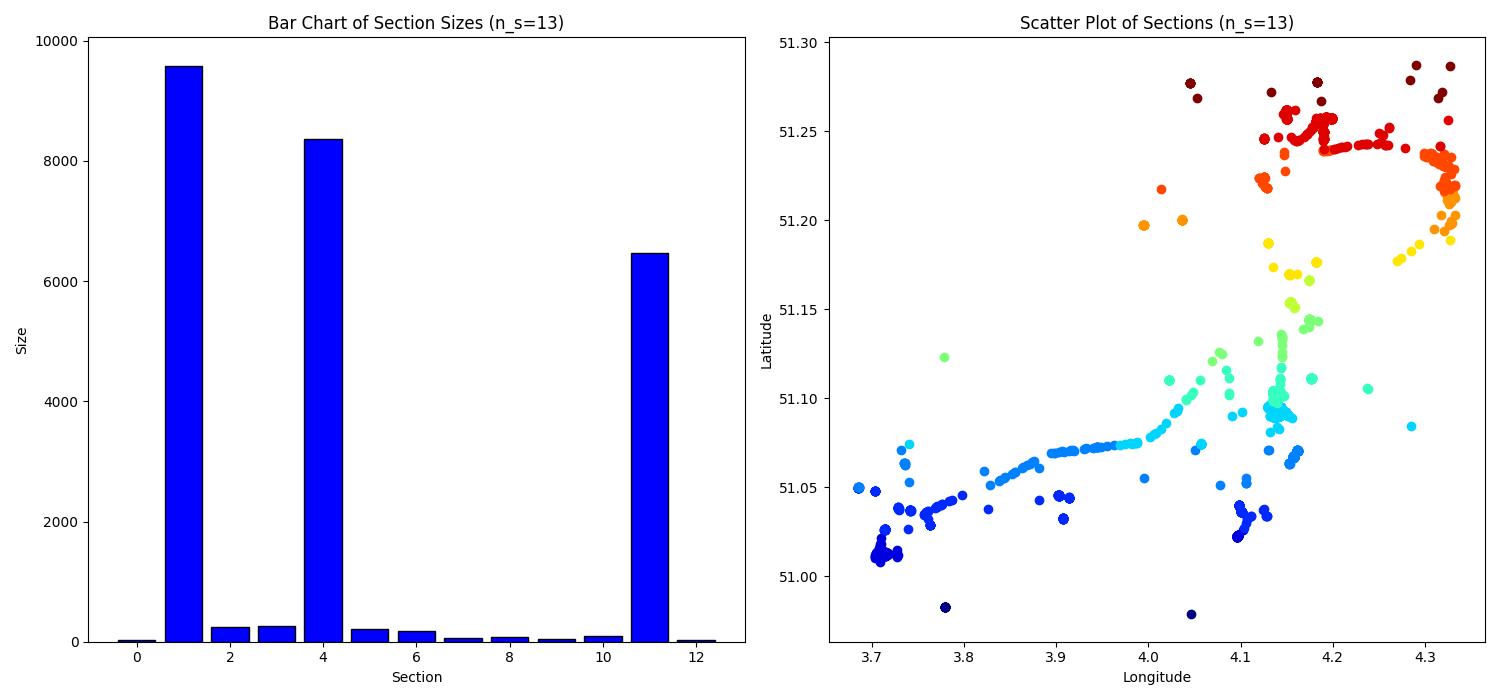 Bar Chart of Section Sizes (n_s=13)
10000
8000
6000
4000
2000
0
Size
0 2 4 6 8 10 12
Section
Scatter Plot of Sections (n_s=13)
51.30
51.25
51.20
51.15
51.10
51.05
51.00
Latitude
3.7 3.8 3.9 4.0 4.1 4.2 4.3
Longitude